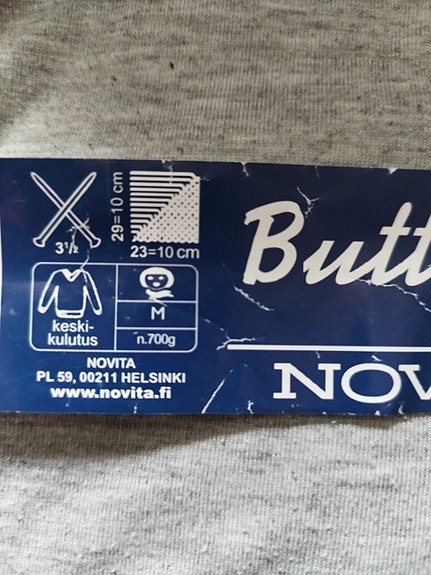 3½
29=10 cm
23=10 cm
keski-
kulutus
M
n.700g
NOVITA
PL 59, 00211 HELSINKI
www.novita.fi
Butt
NOV